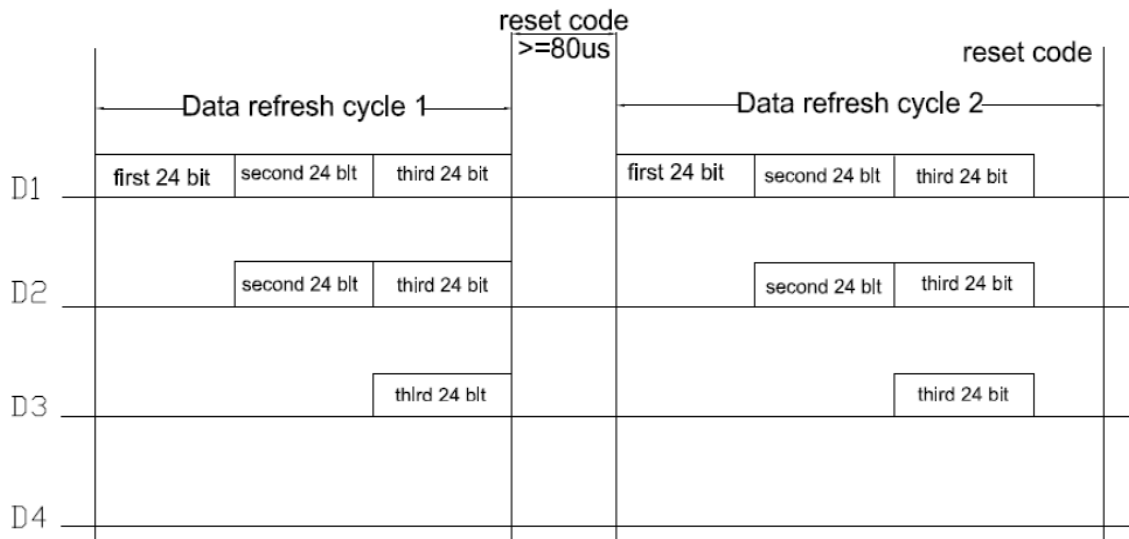 reset code
>=80us
reset code
Data refresh cycle 1
Data refresh cycle 2
D1 first 24 bit second 24 blt third 24 bit first 24 bit second 24 blt third 24 bit
D2 second 24 blt third 24 bit second 24 blt third 24 bit
D3 thlrd 24 blt third 24 bit
D4